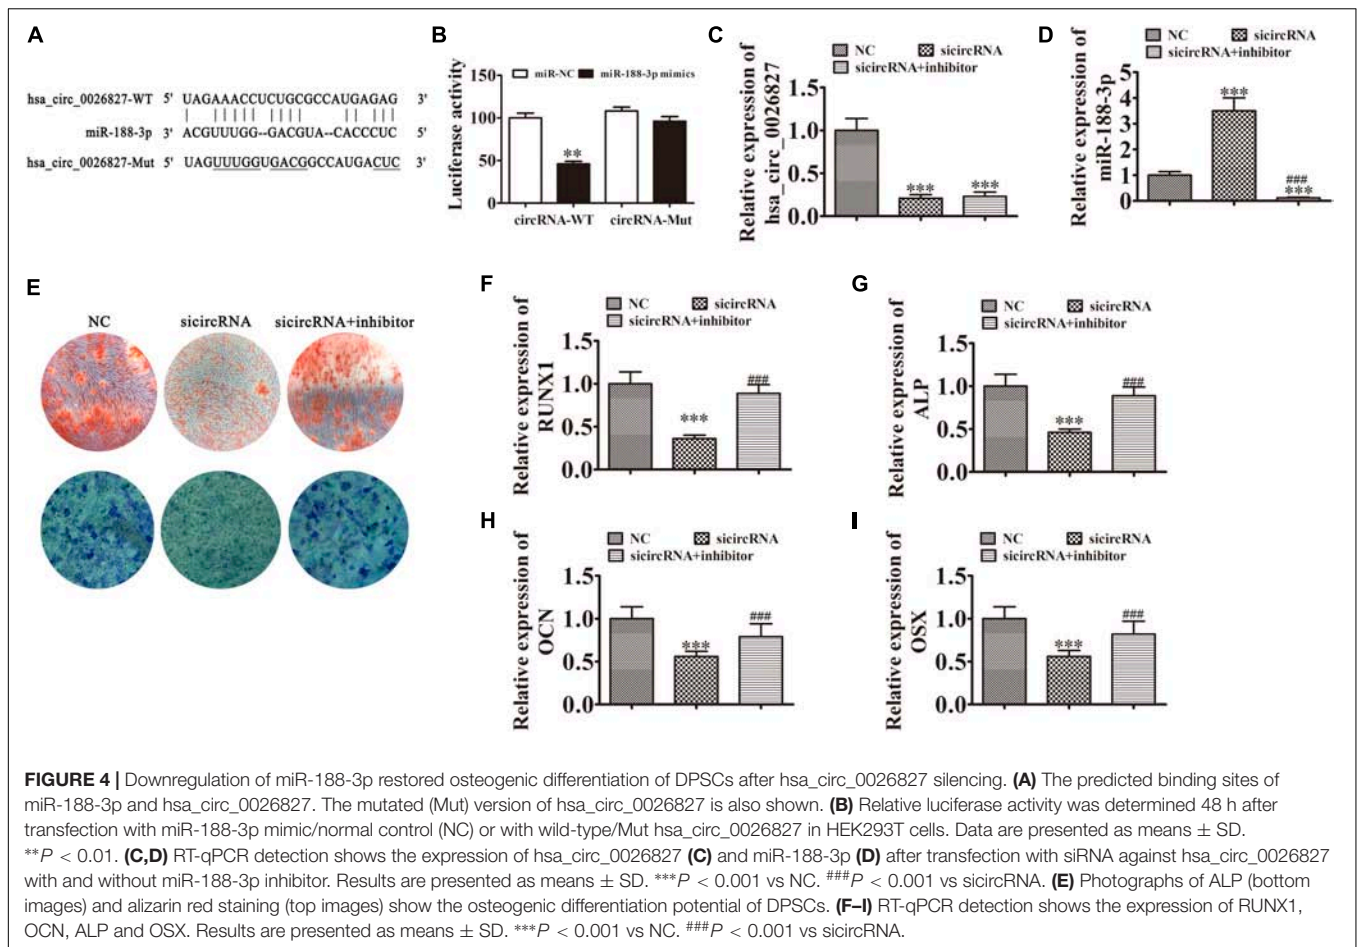 A
hsa_circ_0026827-WT 5' UAGAAACCUCUGCGCCAUGAGAG 3'
miR-188-3p 3' ACGUUUGG--GACGUA--CACCCUC 5'
hsa_circ_0026827-Mut 5' UAGUUUGGUGACGGCCAUGACUC 3'
B
miR-NC miR-188-3p mimics
Luciferase activity
150
100
50
0
**
circRNA-WT circRNA-Mut
C
NC sicircRNA
sicircRNA+inhibitor
Relative expression of
hsa_circ_0026827
1.5
1.0
0.5
0.0
*** ***
D
NC sicircRNA
sicircRNA+inhibitor
Relative expression of
miR-188-3p
5
4
3
2
1
0
***
###
***
E
NC sicircRNA sicircRNA+inhibitor
F
NC sicircRNA
sicircRNA+inhibitor
Relative expression of
RUNX1
1.5
1.0
0.5
0.0
***
###
G
NC sicircRNA
sicircRNA+inhibitor
Relative expression of
ALP
1.5
1.0
0.5
0.0
***
###
H
NC sicircRNA
sicircRNA+inhibitor
Relative expression of
OCN
1.5
1.0
0.5
0.0
***
###
I
NC sicircRNA
sicircRNA+inhibitor
Relative expression of
OSX
1.5
1.0
0.5
0.0
***
###
FIGURE 4 | Downregulation of miR-188-3p restored osteogenic differentiation of DPSCs after hsa_circ_0026827 silencing. (A) The predicted binding sites of
miR-188-3p and hsa_circ_0026827. The mutated (Mut) version of hsa_circ_0026827 is also shown. (B) Relative luciferase activity was determined 48 h after
transfection with miR-188-3p mimic/normal control (NC) or with wild-type/Mut hsa_circ_0026827 in HEK293T cells. Data are presented as means ± SD.
**P < 0.01. (C,D) RT-qPCR detection shows the expression of hsa_circ_0026827 (C) and miR-188-3p (D) after transfection with siRNA against hsa_circ_0026827
with and without miR-188-3p inhibitor. Results are presented as means ± SD. ***P < 0.001 vs NC. ###P < 0.001 vs sicircRNA. (E) Photographs of ALP (bottom
images) and alizarin red staining (top images) show the osteogenic differentiation potential of DPSCs. (F–I) RT-qPCR detection shows the expression of RUNX1,
OCN, ALP and OSX. Results are presented as means ± SD. ***P < 0.001 vs NC. ###P < 0.001 vs sicircRNA.